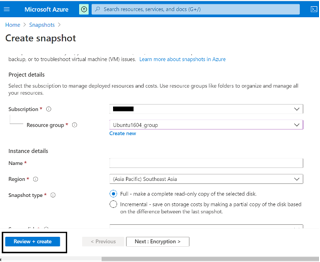 Microsoft Azure
Search resources, services, and docs (G+/)
Home > Snapshots >
Create snapshot
backup, or to troubleshoot virtual machine (VM) issues. Learn more about snapshots in Azure
Project details
Select the subscription to manage deployed resources and costs. Use resource groups like folders to organize and manage all
your resources.
Subscription *
Resource group *
Ubuntu1604_group
Create new
Instance details
Name *
Region *
(Asia Pacific) Southeast Asia
Snapshot type *
Full - make a complete read-only copy of the selected disk.
Incremental - save on storage costs by making a partial copy of the disk
based on the difference between the last snapshot.
Review + create
< Previous
Next : Encryption >